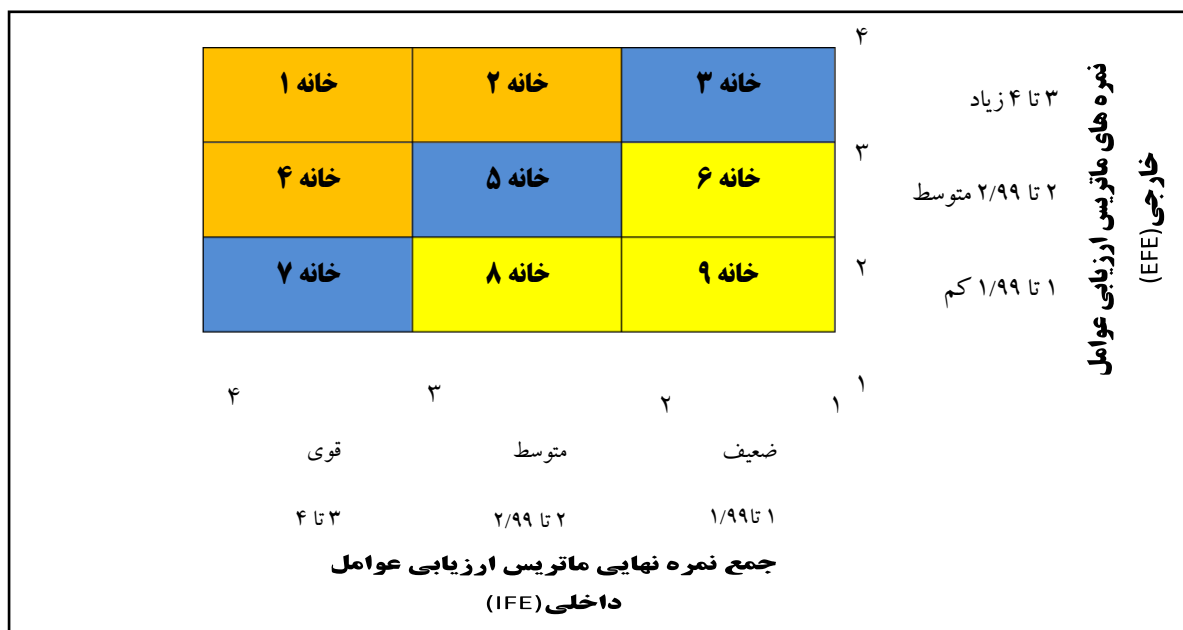 ۴
خانه ۱
خانه ۲
خانه ۳
۳ تا ۴ زیاد
۳
خانه ۴
خانه ۵
خانه ۶
۲ تا ۲/۹۹ متوسط
۲
خانه ۷
خانه ۸
خانه ۹
۱ تا ۱/۹۹ کم
۱
نمره های ماتریس ارزیابی عوامل
خارجی(EFE)
۴
۳
۲
۱
قوی
متوسط
ضعیف
۳ تا ۴
۲ تا ۲/۹۹
۱ تا۱/۹۹
جمع نمره نهایی ماتریس ارزیابی عوامل
داخلی(IFE)